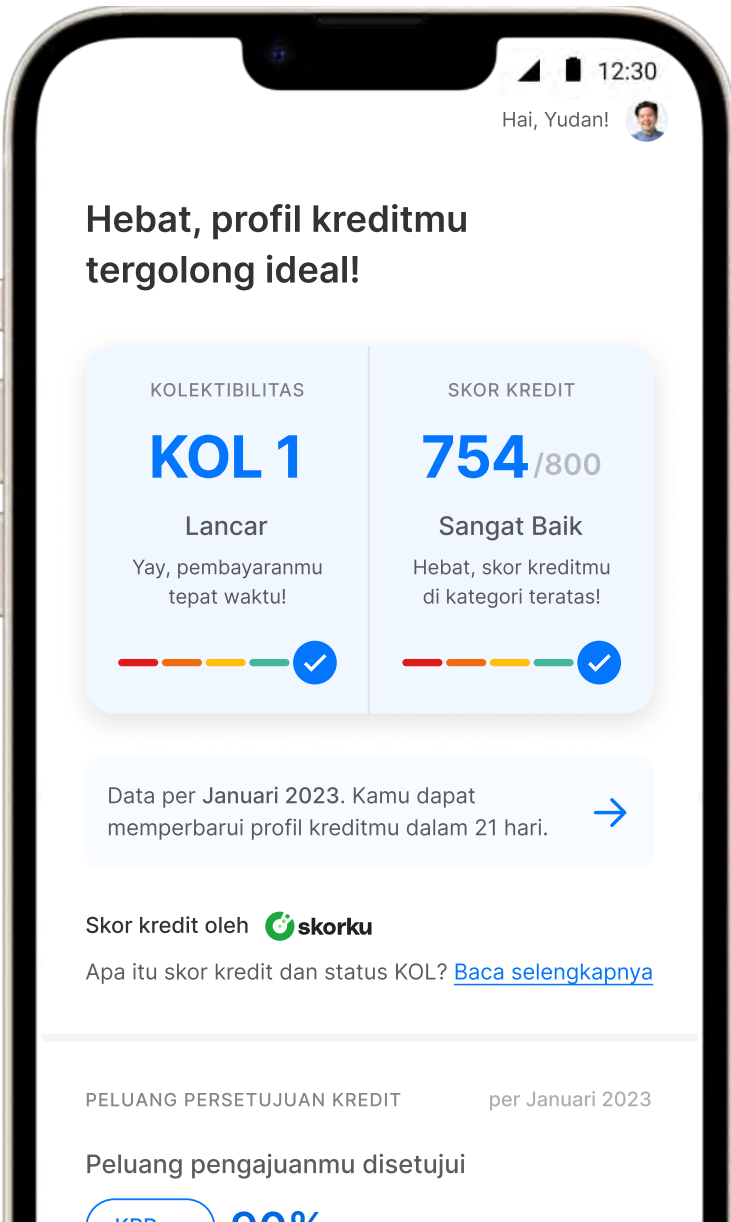 12:30
Hai, Yudan!
Hebat, profil kreditmu
tergolong ideal!
KOLEKTIBILITAS
KOL 1
Lancar
Yay, pembayaranmu
tepat waktu!
SKOR KREDIT
754/800
Sangat Baik
Hebat, skor kreditmu
di kategori teratas!
Data per Januari 2023. Kamu dapat
memperbarui profil kreditmu dalam 21 hari.
Skor kredit oleh skorku
Apa itu skor kredit dan status KOL? Baca selengkapnya
PELUANG PERSETUJUAN KREDIT
per Januari 2023
Peluang pengajuanmu disetujui